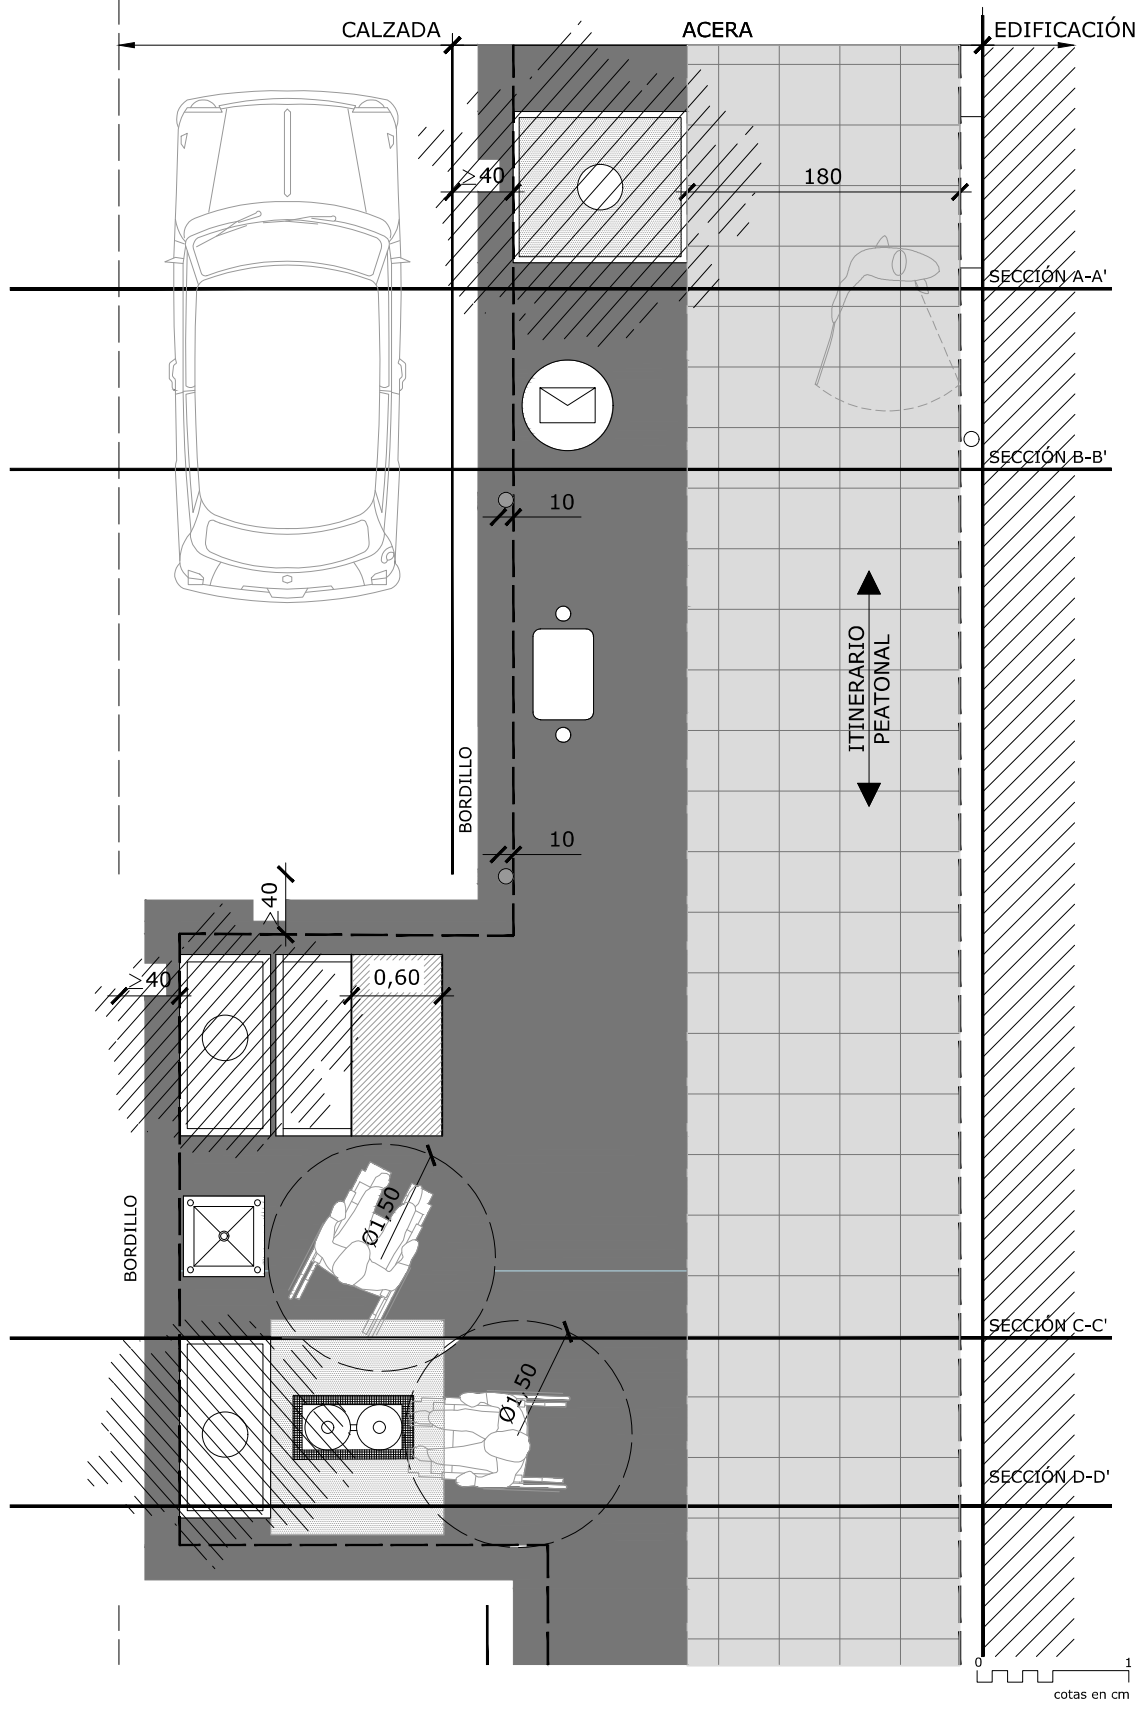 CALZADA
ACERA
EDIFICACIÓN
≥40
180
SECCIÓN A-A'
SECCIÓN B-B'
10
ITINERARIO
PEATONAL
BORDILLO
10
≥40
≥40
0,60
Ø1,50
BORDILLO
SECCIÓN C-C'
Ø1,50
SECCIÓN D-D'
0 1
cotas en cm